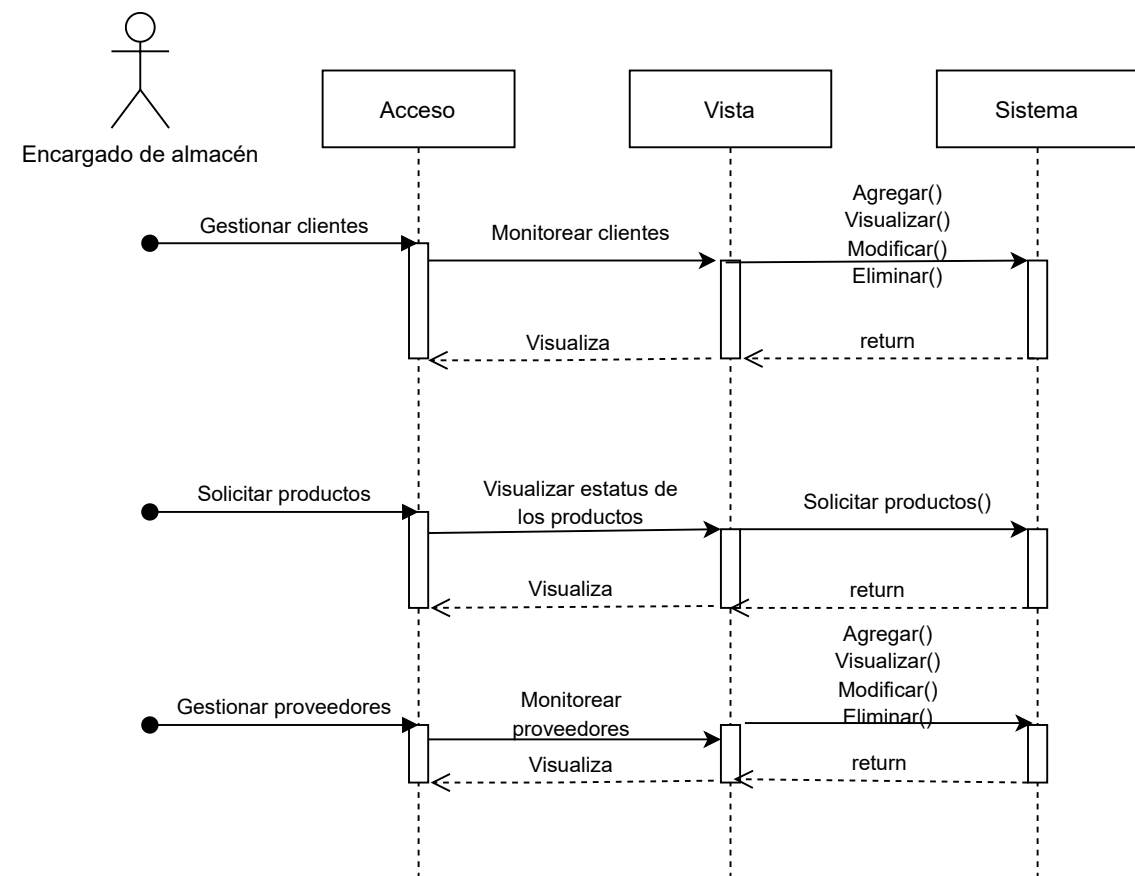 Encargado de almacén
Acceso
Vista
Sistema
Gestionar clientes
Monitorear clientes
Agregar()
Visualizar()
Modificar()
Eliminar()
Visualiza
return
Solicitar productos
Visualizar estatus de
los productos
Solicitar productos()
Visualiza
return
Gestionar proveedores
Monitorear
proveedores
Agregar()
Visualizar()
Modificar()
Eliminar()
Visualiza
return